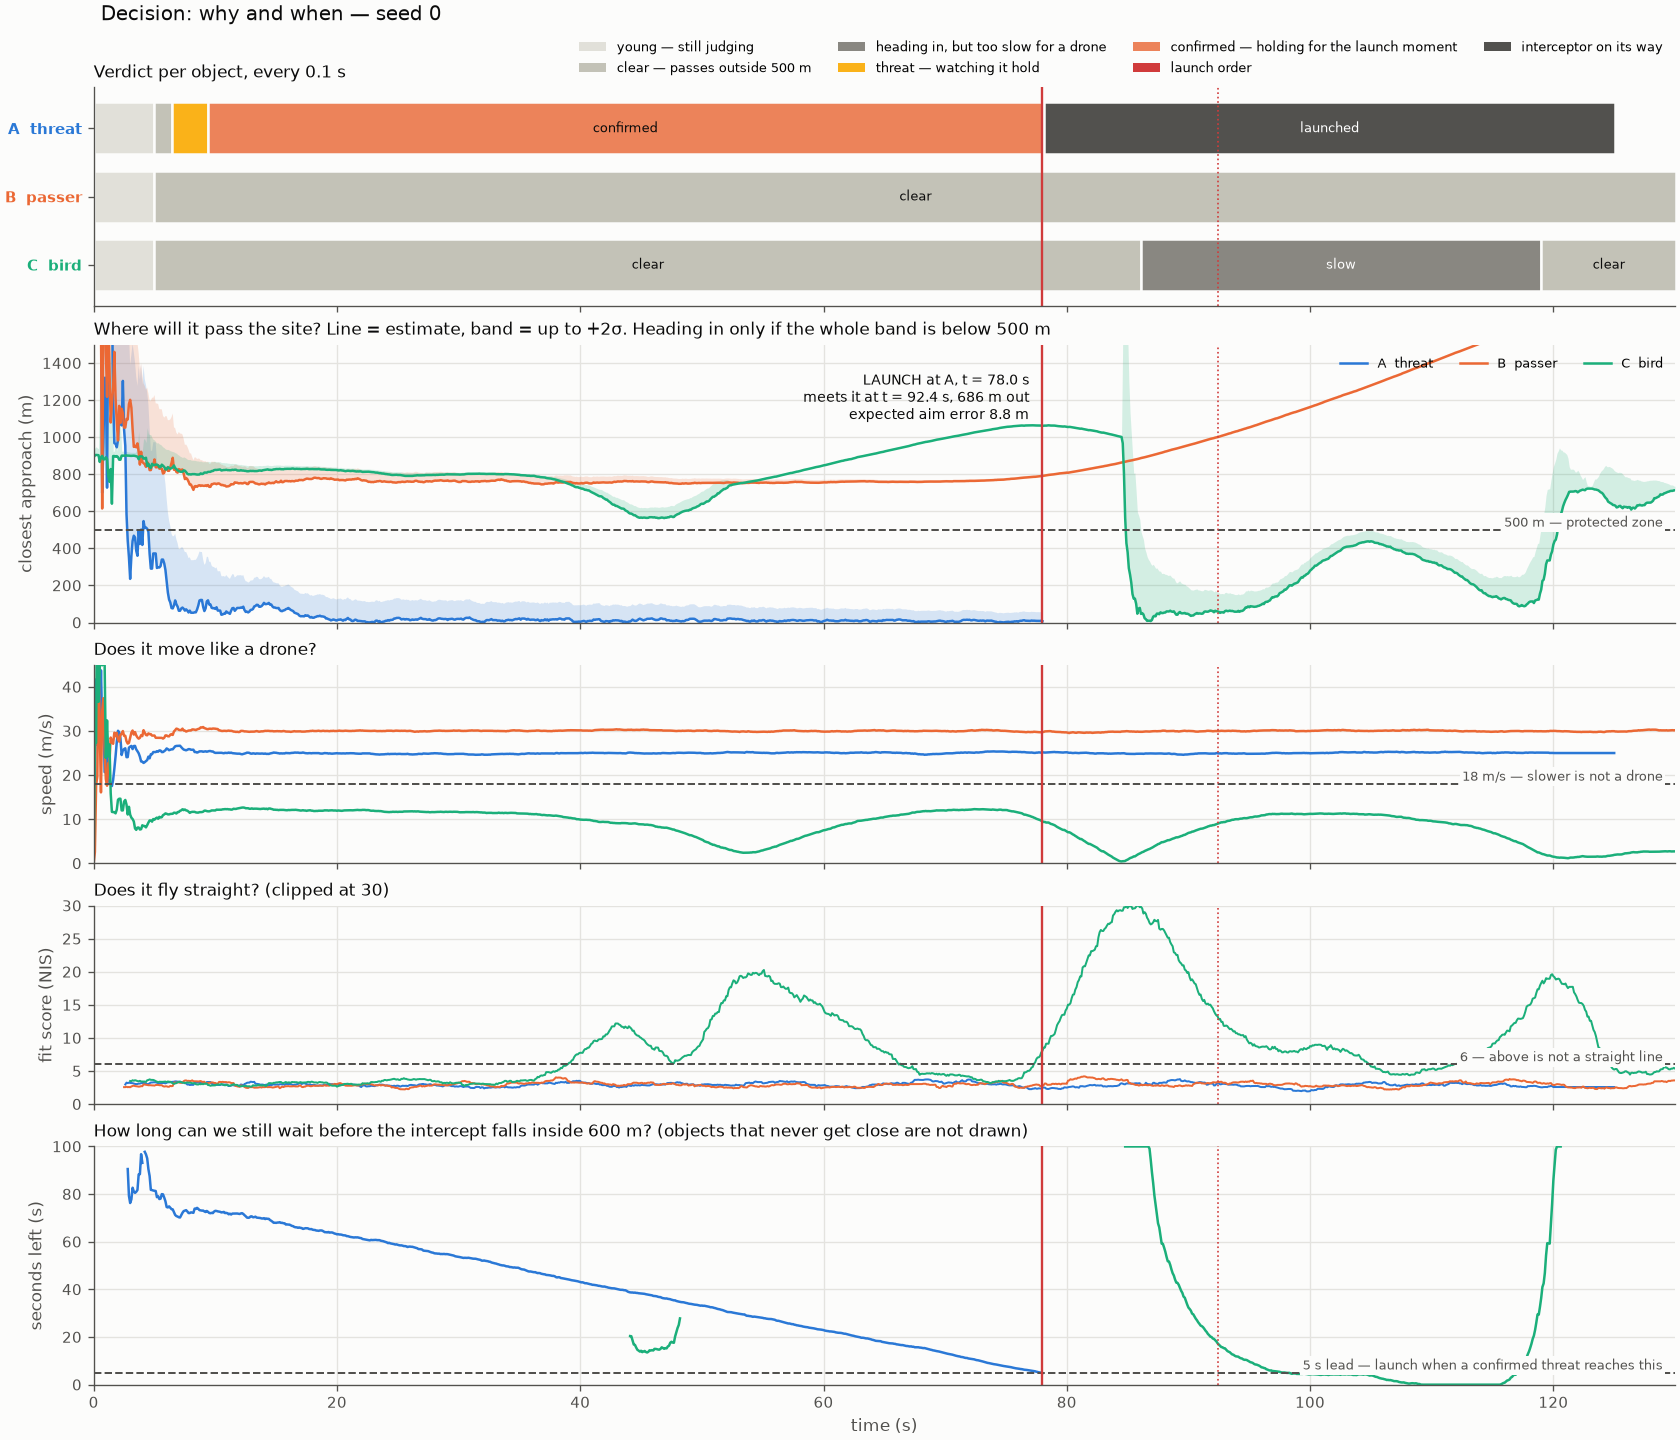 Decision: why and when — seed 0
young — still judging
heading in, but too slow for a drone
confirmed — holding for the launch moment
interceptor on its way
clear — passes outside 500 m
threat — watching it hold
launch order
Verdict per object, every 0.1 s
A threat
confirmed
launched
B passer
clear
C bird
clear
slow
clear
Where will it pass the site? Line = estimate, band = up to +2σ. Heading in only if the whole band is below 500 m
closest approach (m)
1400
1200
1000
800
600
400
200
0
A threat
B passer
C bird
LAUNCH at A, t = 78.0 s
meets it at t = 92.4 s, 686 m out
expected aim error 8.8 m
500 m — protected zone
Does it move like a drone?
speed (m/s)
40
30
20
10
0
18 m/s — slower is not a drone
Does it fly straight? (clipped at 30)
fit score (NIS)
30
25
20
15
10
5
0
6 — above is not a straight line
How long can we still wait before the intercept falls inside 600 m? (objects that never get close are not drawn)
seconds left (s)
100
80
60
40
20
0
5 s lead — launch when a confirmed threat reaches this
0
20
40
60
80
100
120
time (s)